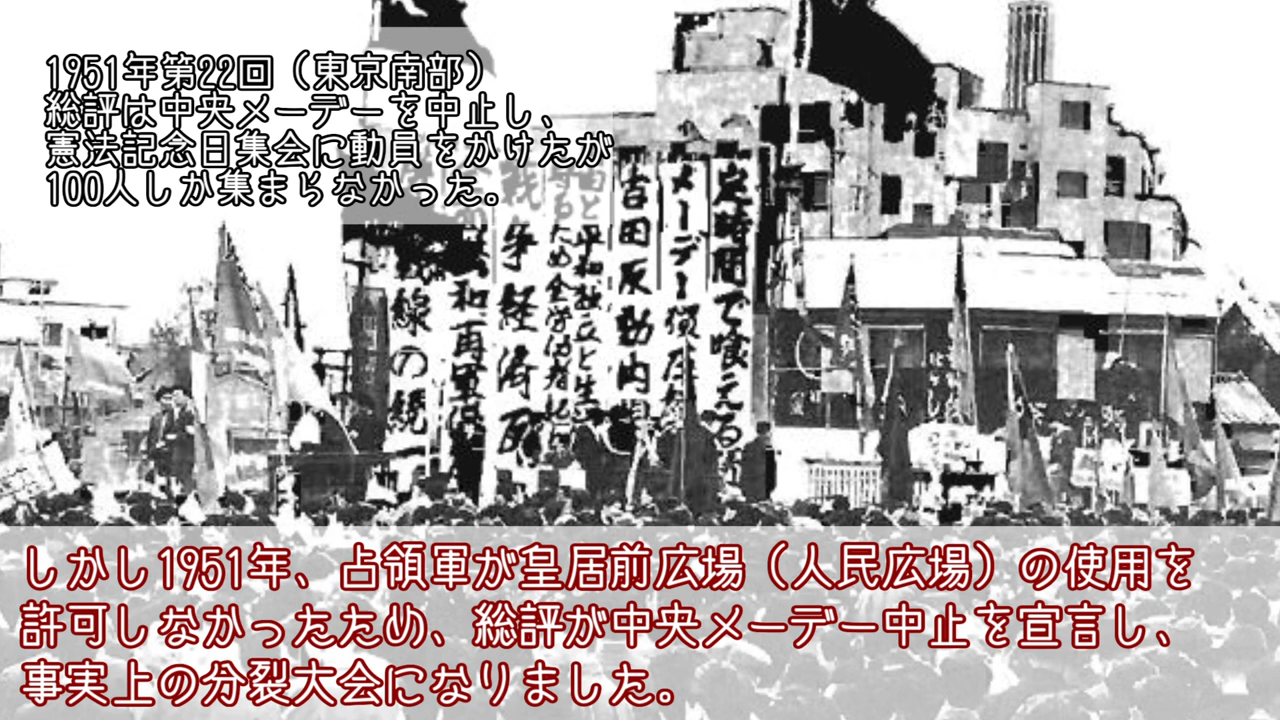 1951年第22回（東京南部）
総評は中央メーデーを中止し、
憲法記念日集会に動員をかけたが
100人しか集まらなかった。
定時間で喰える
メーデー
吉田反動内閣
平和
戦争経済
和 再軍備
戦線の統一
しかし1951年、占領軍が皇居前広場（人民広場）の使用を
許可しなかったため、総評が中央メーデー中止を宣言し、
事実上の分裂大会になりました。